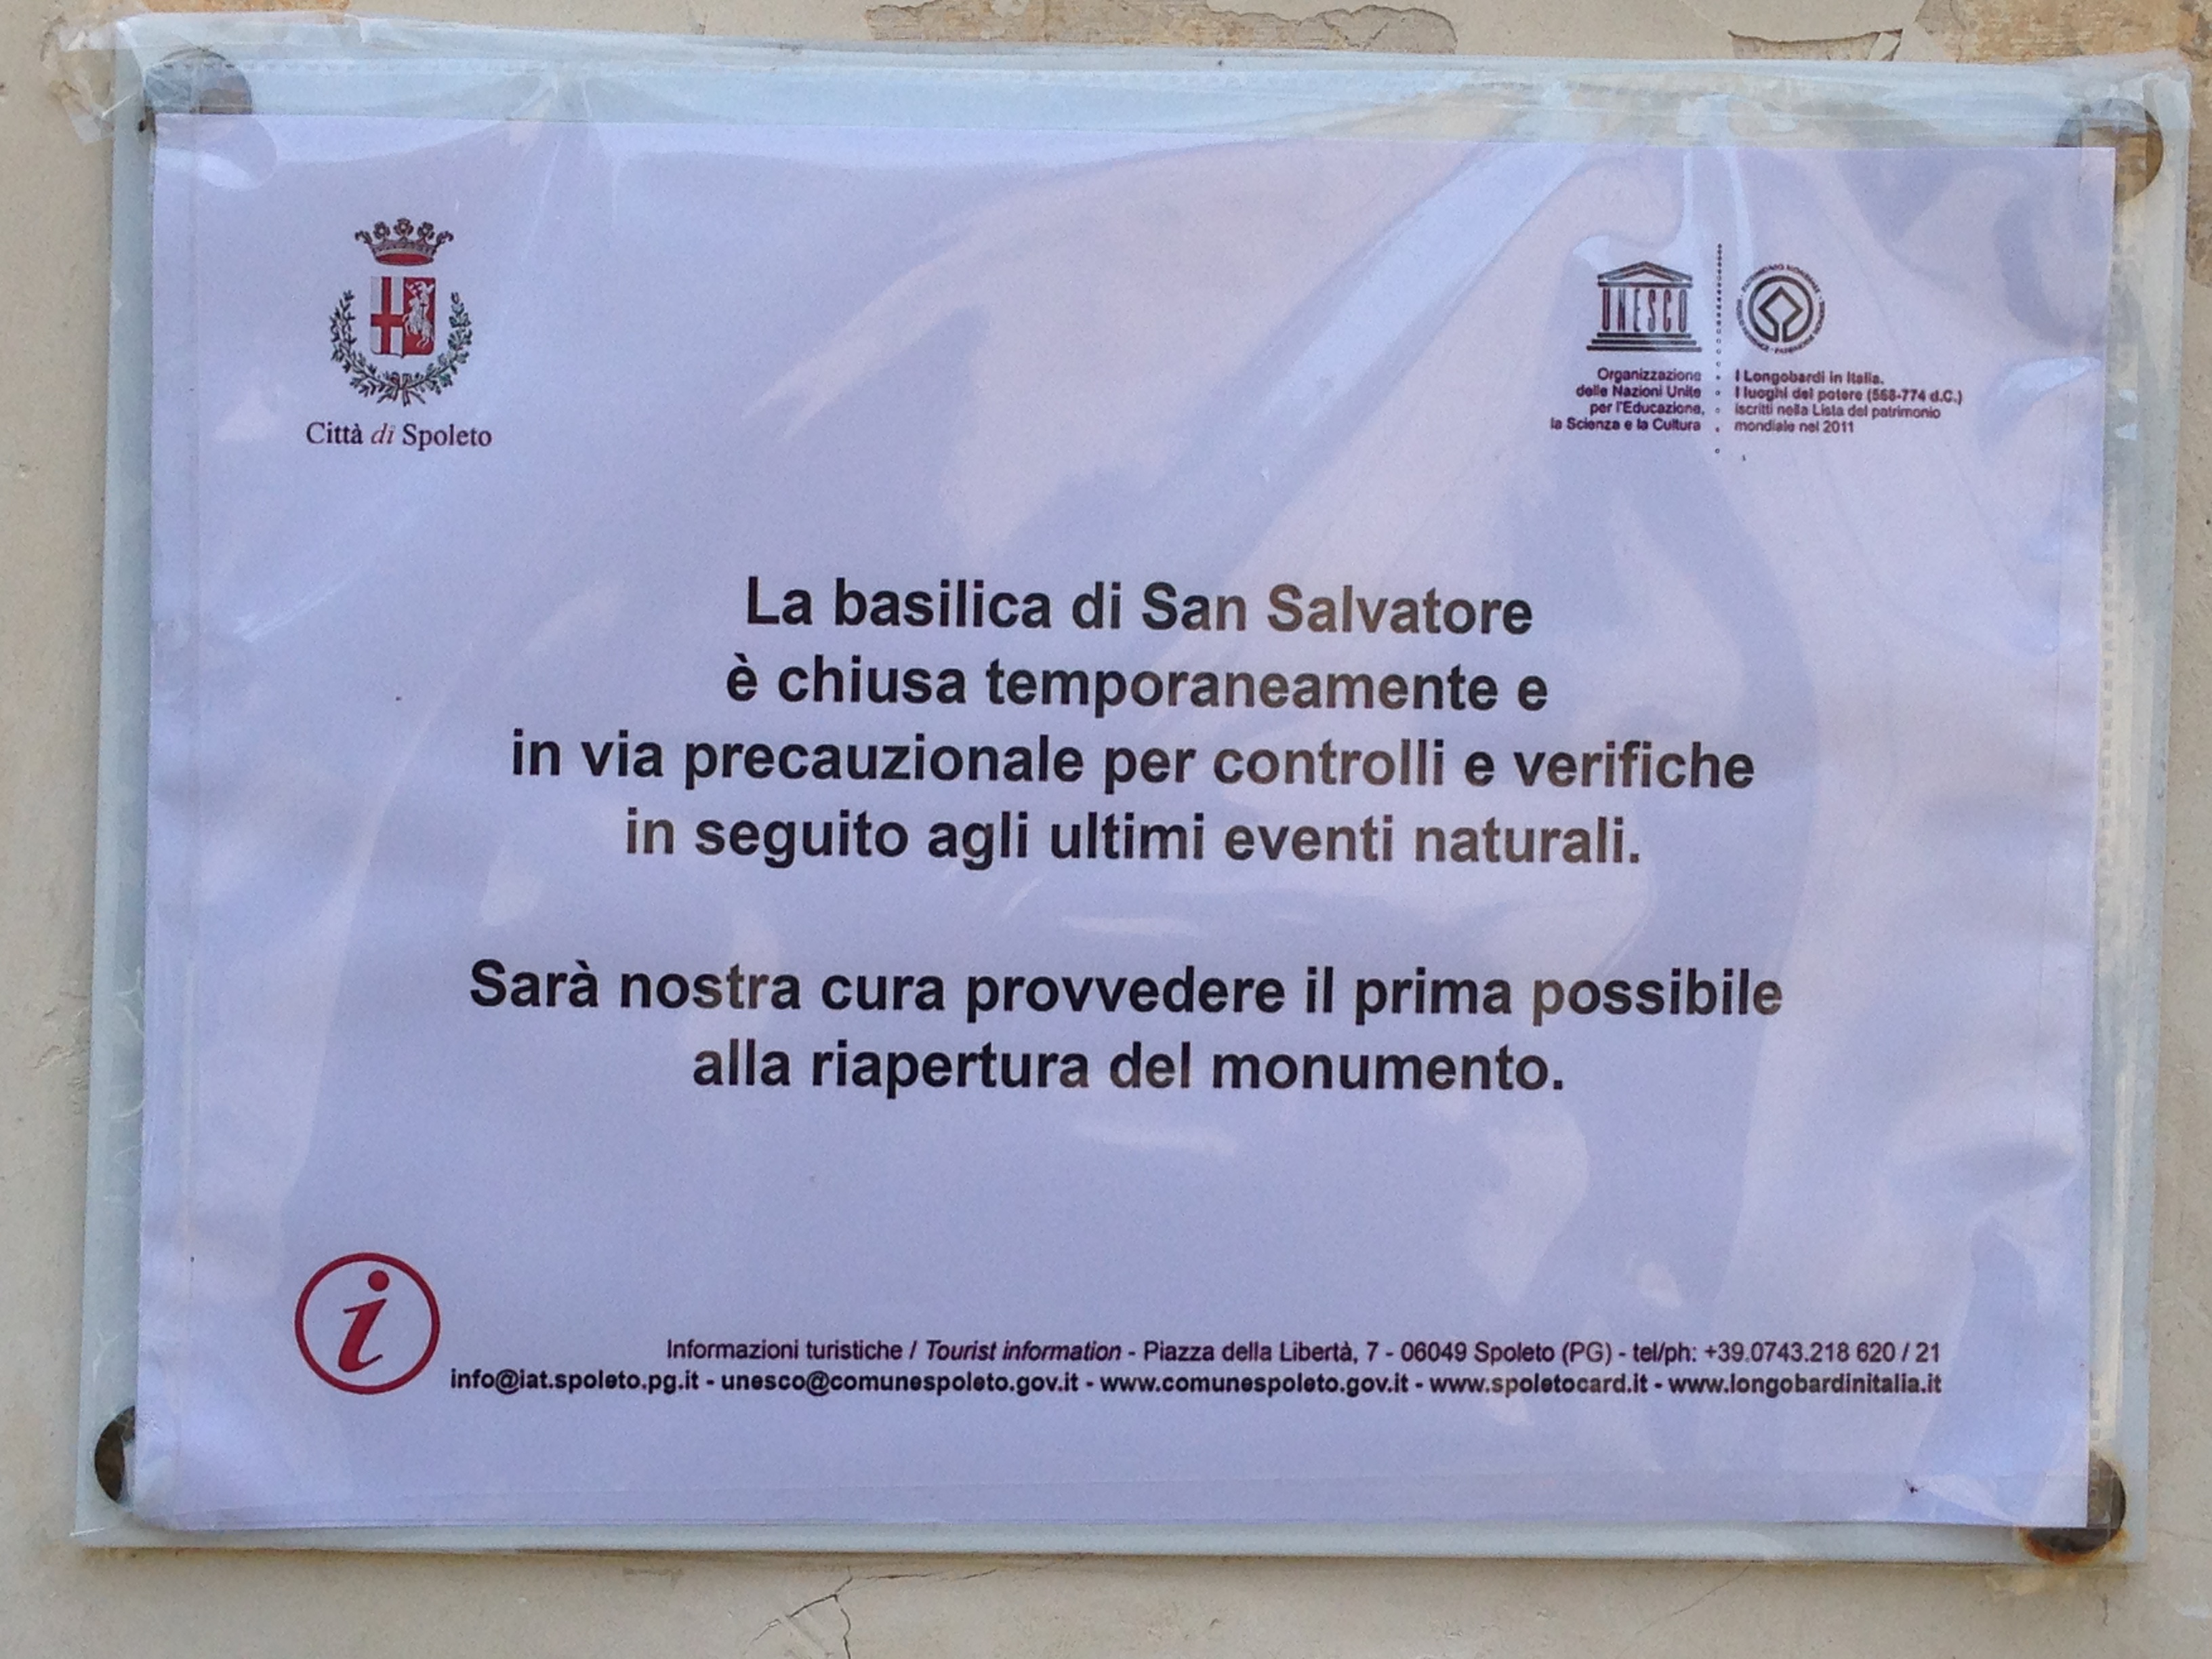 Città di Spoleto
UNESCO
Organizzazione
delle Nazioni Unite
per l'Educazione,
la Scienza e la Cultura
I Longobardi in Italia.
I luoghi del potere (568-774 d.C.)
iscritti nella Lista del patrimonio
mondiale nel 2011
La basilica di San Salvatore
è chiusa temporaneamente e
in via precauzionale per controlli e verifiche
in seguito agli ultimi eventi naturali.
Sarà nostra cura provvedere il prima possibile
alla riapertura del monumento.
i
Informazioni turistiche / Tourist information - Piazza della Libertà, 7 - 06049 Spoleto (PG) - tel/ph: +39.0743.218 620 / 21
info@iat.spoleto.pg.it - unesco@comunespoleto.gov.it - www.comunespoleto.gov.it - www.spoletocard.it - www.longobardinitalia.it